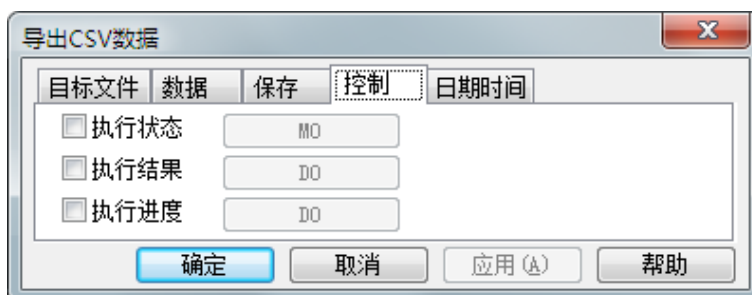 导出CSV数据
目标文件 数据 保存 控制 日期时间
执行状态 M0
执行结果 D0
执行进度 D0
确定 取消 应用(A) 帮助